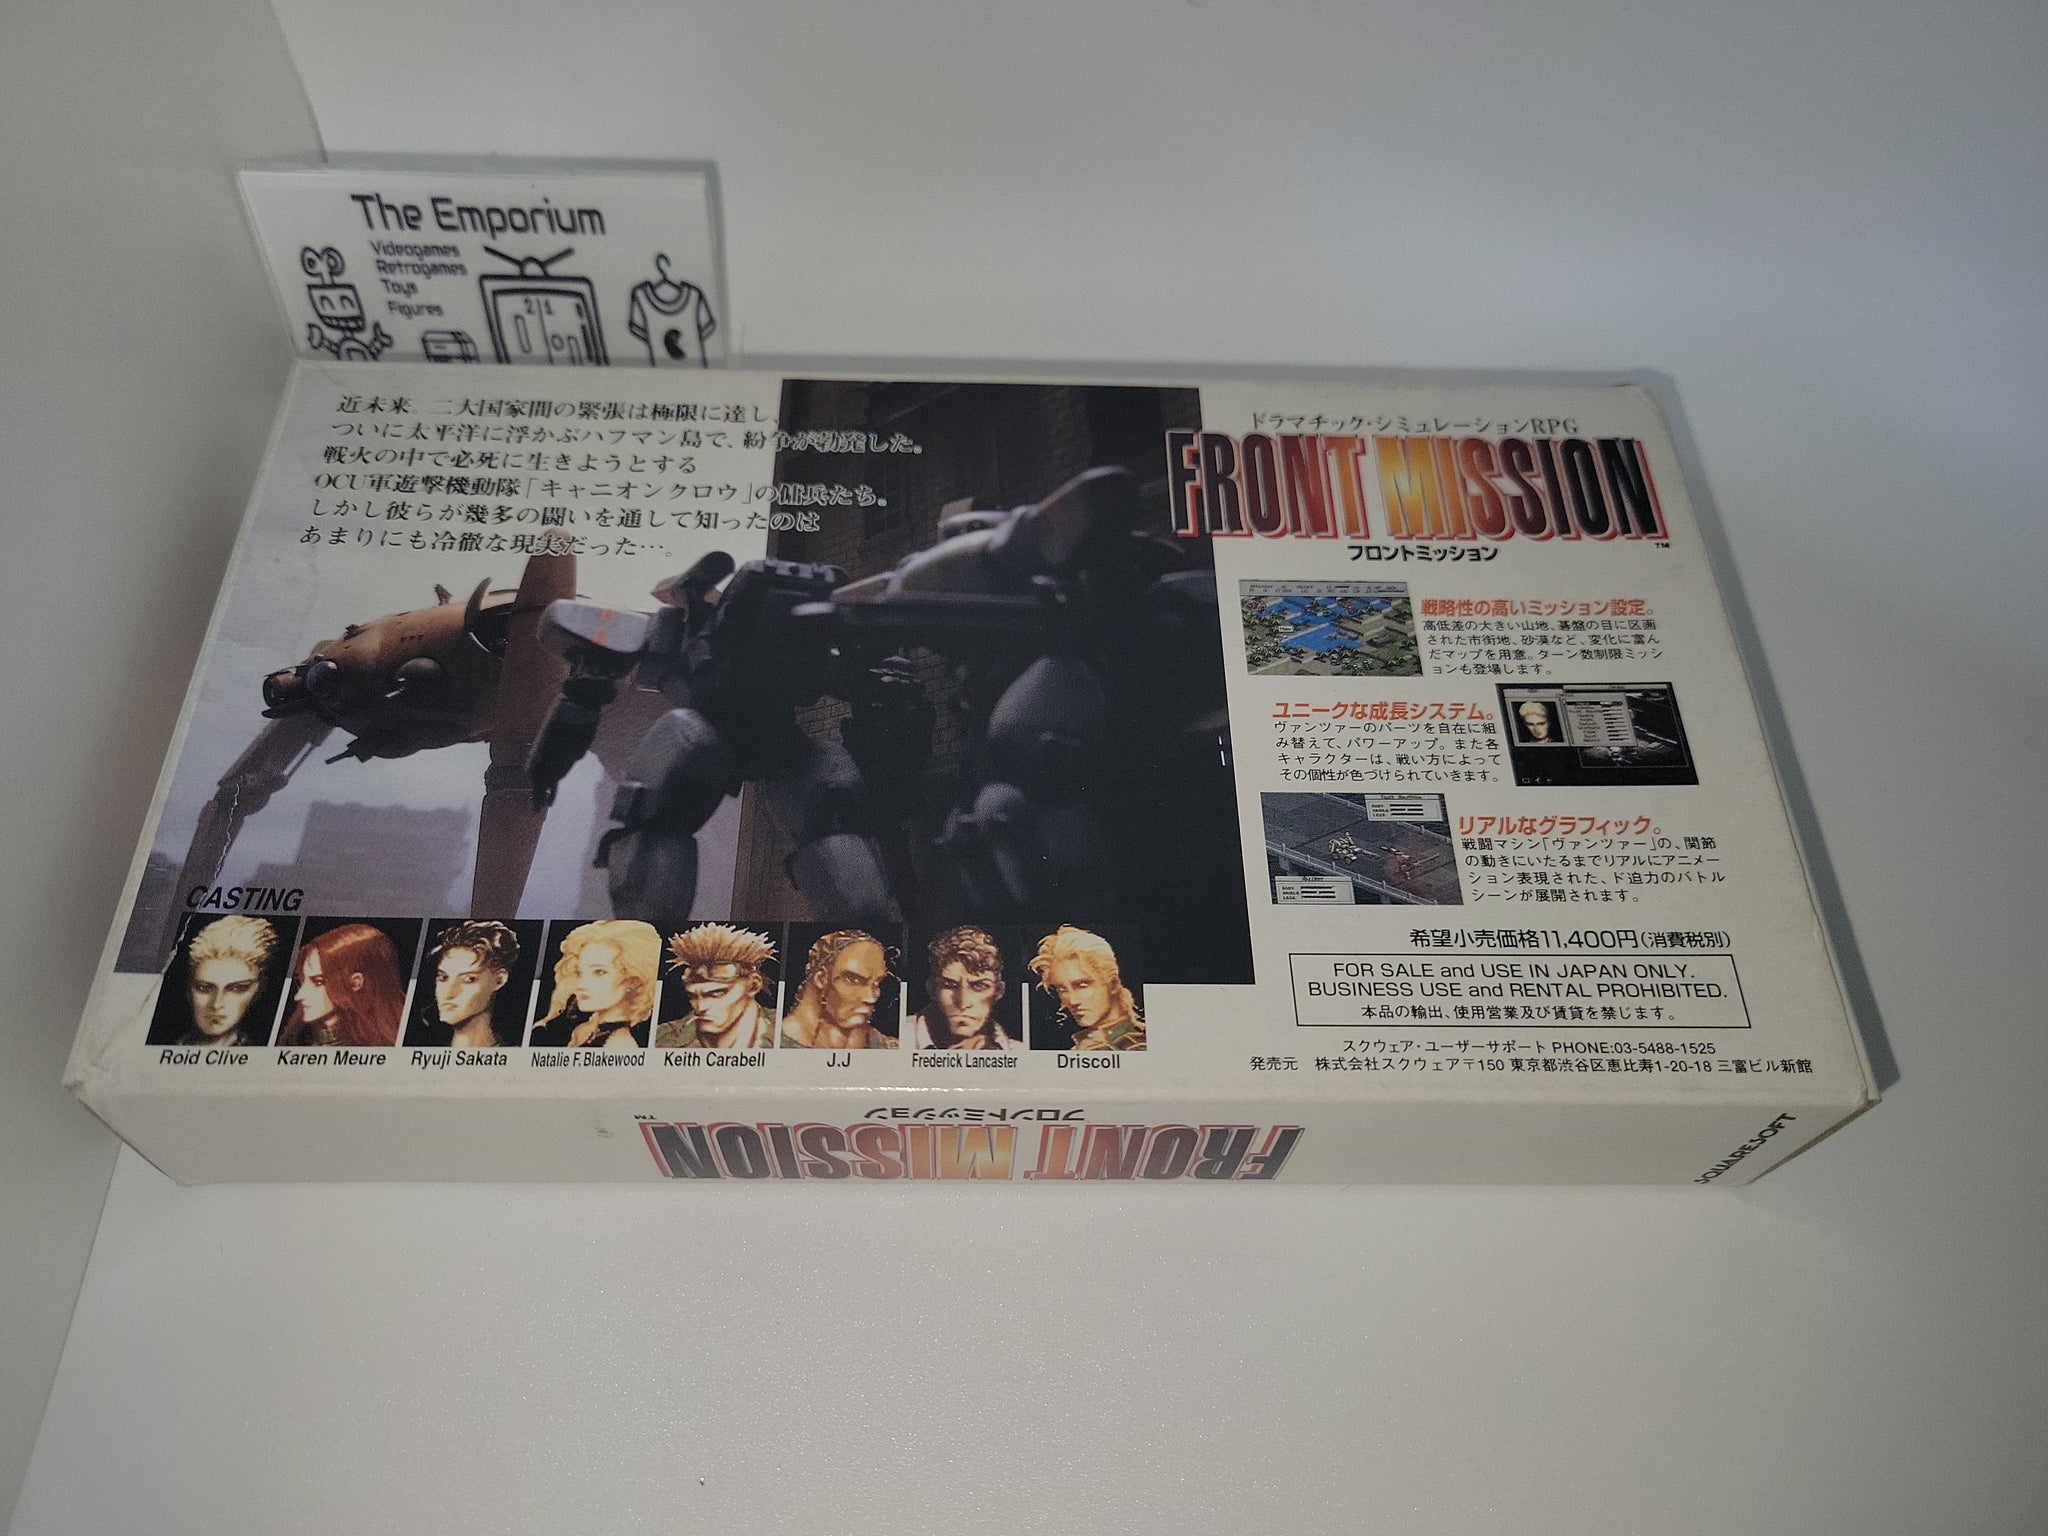 The Emporium
Videogames
Retrogames
Toys
Figures
2 1
近未来。二大国家間の緊張は極限に達し、
ついに太平洋に浮かぶハフマン島で、紛争が勃発した。
戦火の中で必死に生きようとする
OCU軍遊撃機動隊「キャニオンクロウ」の傭兵たち。
しかし彼らが幾多の闘いを通して知ったのは
あまりにも冷徹な現実だった…。
ドラマチック・シミュレーションRPG
FRONT MISSION
TM
フロントミッション
戦略性の高いミッション設定。
高低差の大きい山地、碁盤の目に区画
された市街地、砂漠など、変化に富ん
だマップを用意。ターン数制限ミッシ
ョンも登場します。
ユニークな成長システム。
ヴァンツァーのパーツを自在に組
み替えて、パワーアップ。また各
キャラクターは、戦い方によって
その個性が色づけられていきます。
ロイド
リアルなグラフィック。
戦闘マシン「ヴァンツァー」の、関節
の動きにいたるまでリアルにアニメー
ション表現された、ド迫力のバトル
シーンが展開されます。
CASTING
Roid Clive
Karen Meure
Ryuji Sakata
Natalie F. Blakewood
Keith Carabell
J.J
Frederick Lancaster
Driscoll
希望小売価格11,400円(消費税別)
FOR SALE and USE IN JAPAN ONLY.
BUSINESS USE and RENTAL PROHIBITED.
本品の輸出、使用営業及び賃貸を禁じます。
スクウェア・ユーザーサポート PHONE:03-5488-1525
発売元 株式会社スクウェア〒150 東京都渋谷区恵比寿1-20-18 三富ビル新館
フロントミッション
FRONT MISSION
TM
SQUARESOFT